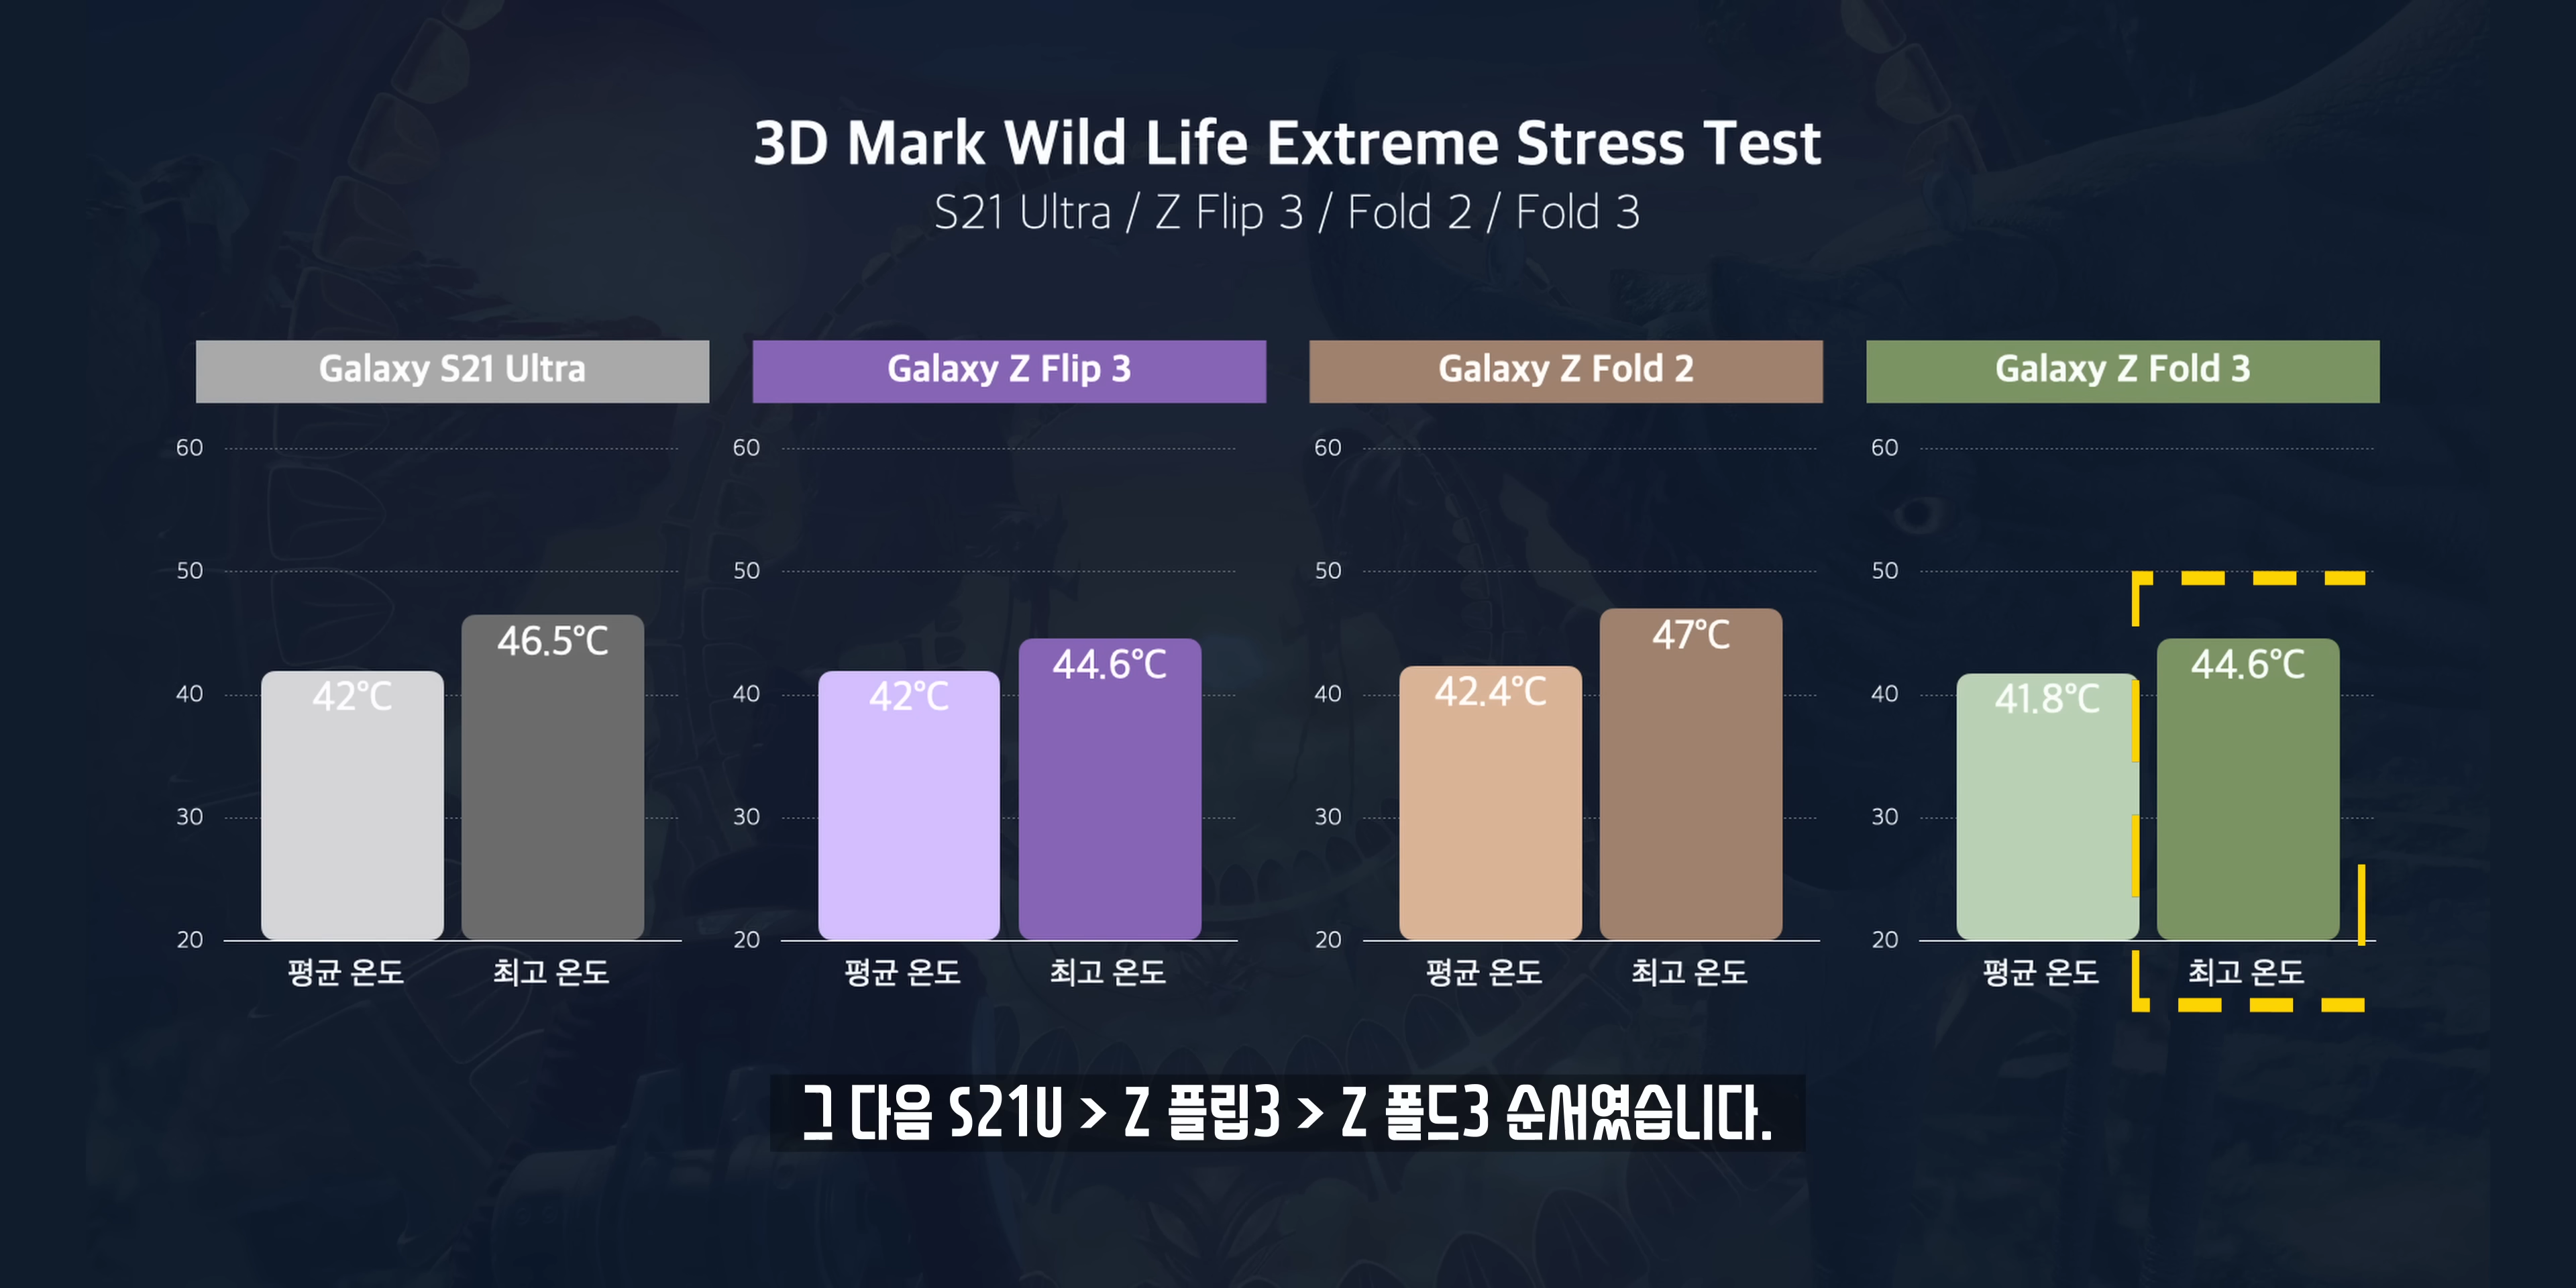 3D Mark Wild Life Extreme Stress Test
S21 Ultra / Z Flip 3 / Fold 2 / Fold 3
Galaxy S21 Ultra
60
50
40
30
20
42°C
46.5°C
평균 온도
최고 온도
Galaxy Z Flip 3
60
50
40
30
20
42°C
44.6°C
평균 온도
최고 온도
Galaxy Z Fold 2
60
50
40
30
20
42.4°C
47°C
평균 온도
최고 온도
Galaxy Z Fold 3
60
50
40
30
20
41.8°C
44.6°C
평균 온도
최고 온도
그 다음 S21U > Z 플립3 > Z 폴드3 순서였습니다.